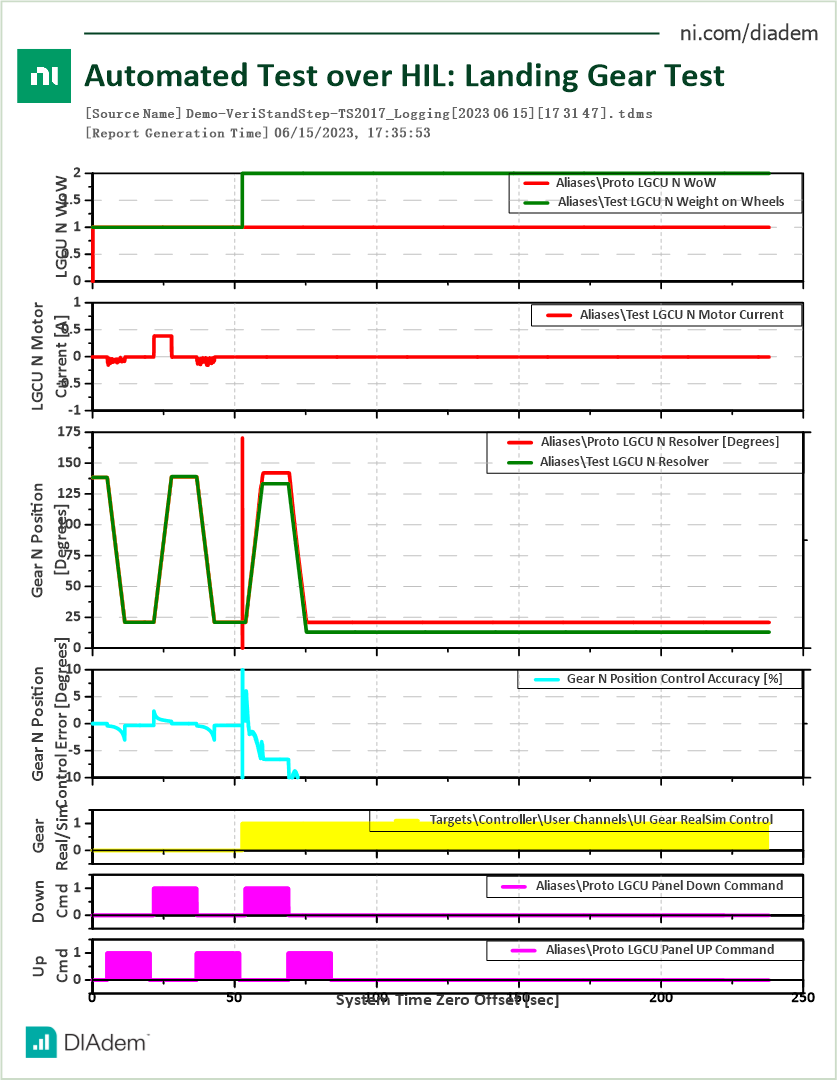 ni.com/diadem
ni
Automated Test over HIL: Landing Gear Test
[Source Name] Demo-VeriStandStep-TS2017_Logging[2023 06 15][17 31 47].tdms
[Report Generation Time] 06/15/2023, 17:35:53
LGCU N WoW
2
1.5
1
0.5
0
Aliases\Proto LGCU N WoW
Aliases\Test LGCU N Weight on Wheels
LGCU N Motor
Current [A]
1
0.5
0
-0.5
-1
Aliases\Test LGCU N Motor Current
Gear N Position
[Degrees]
175
150
125
100
75
50
25
0
Aliases\Proto LGCU N Resolver [Degrees]
Aliases\Test LGCU N Resolver
Gear N Position
Control Error [Degrees]
10
5
0
-5
-10
Gear N Position Control Accuracy [%]
Gear
Real/Sim
1
0
Targets\Controller\User Channels\UI Gear RealSim Control
Down
Cmd
1
0
Aliases\Proto LGCU Panel Down Command
Up
Cmd
1
0
Aliases\Proto LGCU Panel UP Command
0 50 100 150 200 250
System Time Zero Offset [sec]
DIAdem™